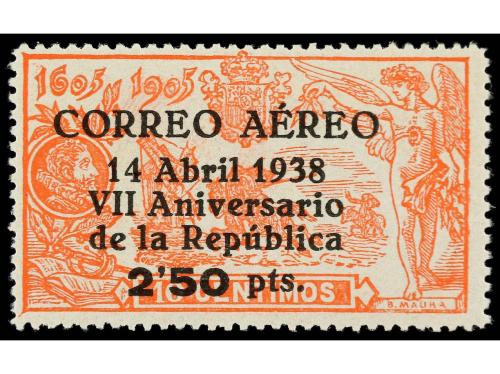 1605 1905
CORREO AÉREO
14 Abril 1938
VII Aniversario
de la República
2'50 pts.
10 CENTIMOS
B. MAURA